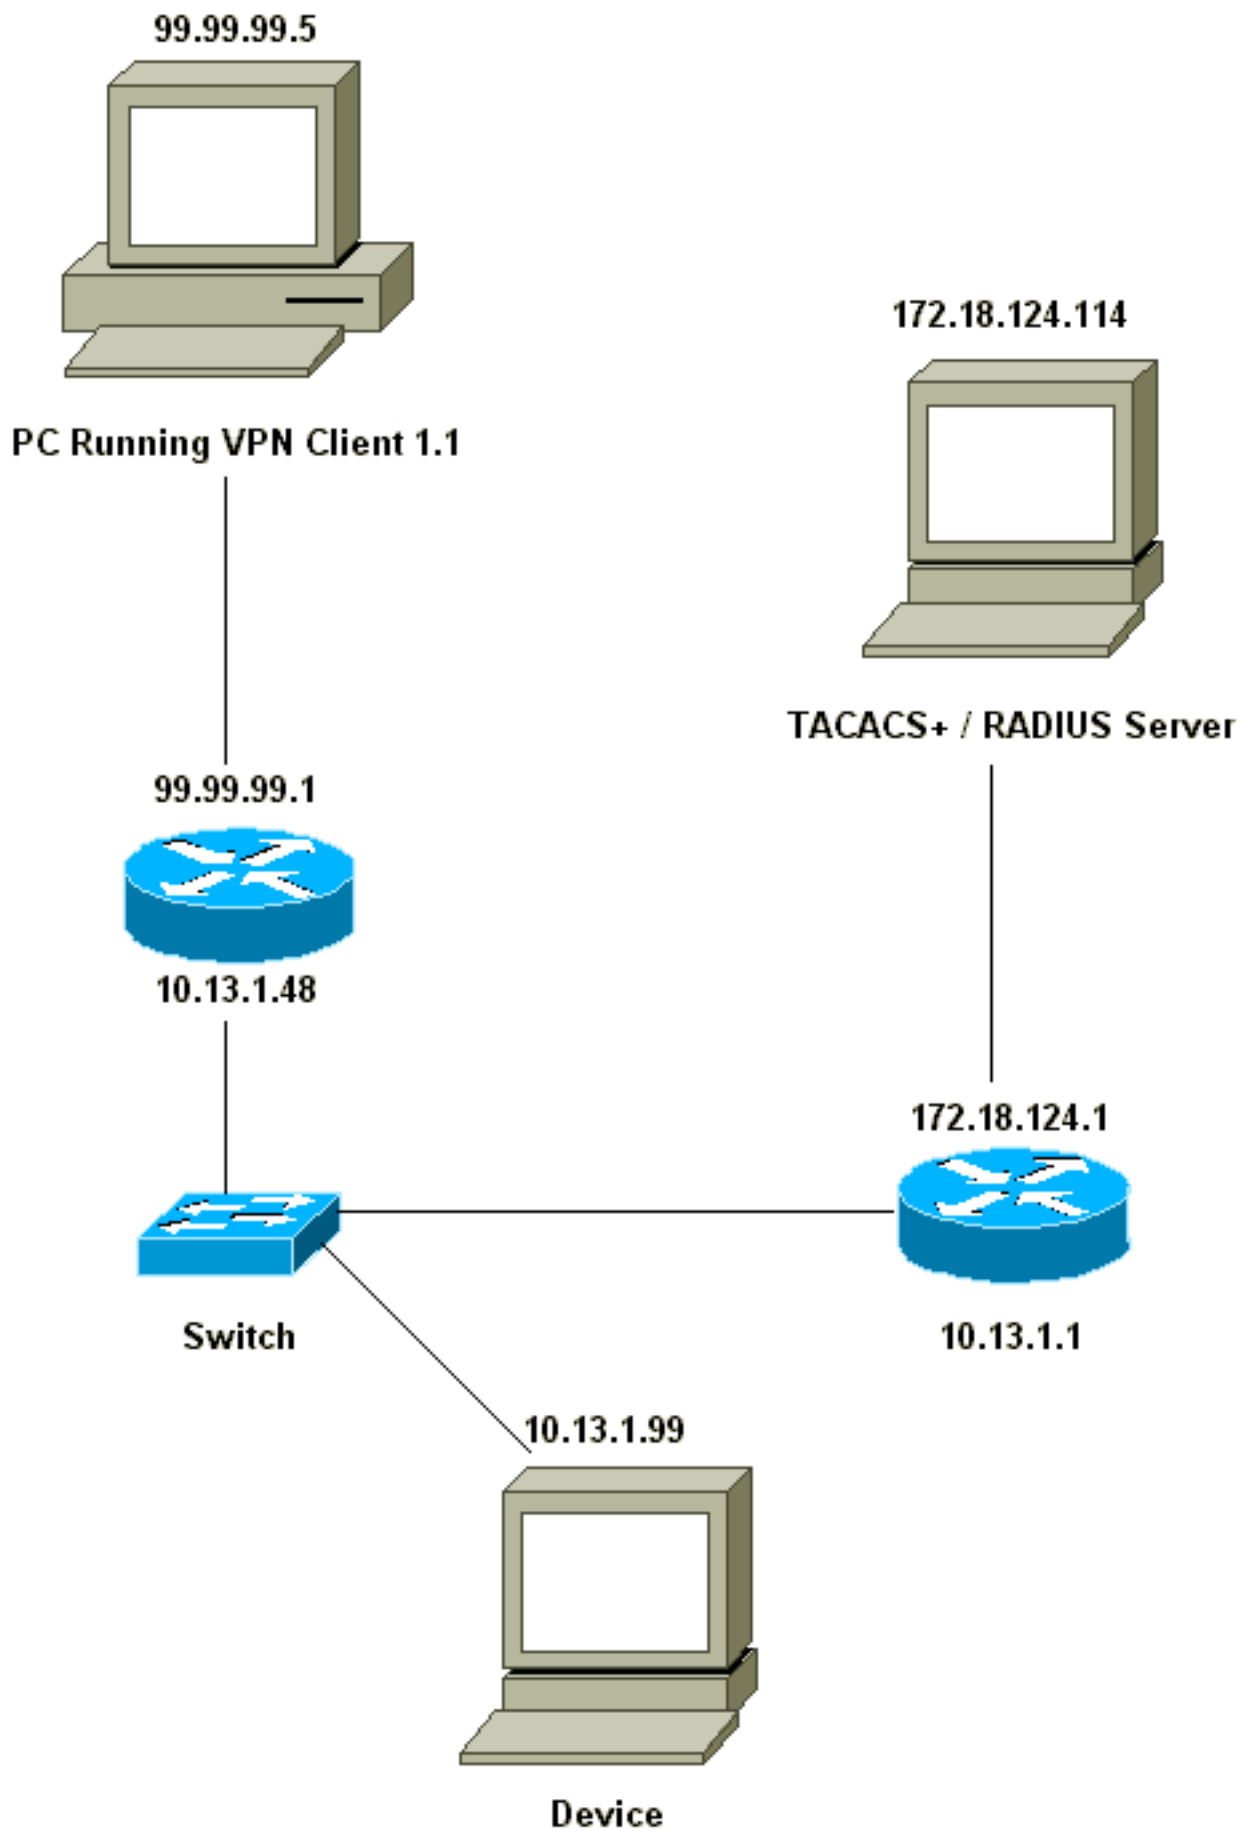 99.99.99.5
172.18.124.114
PC Running VPN Client 1.1
TACACS+ / RADIUS Server
99.99.99.1
10.13.1.48
172.18.124.1
Switch
10.13.1.1
10.13.1.99
Device